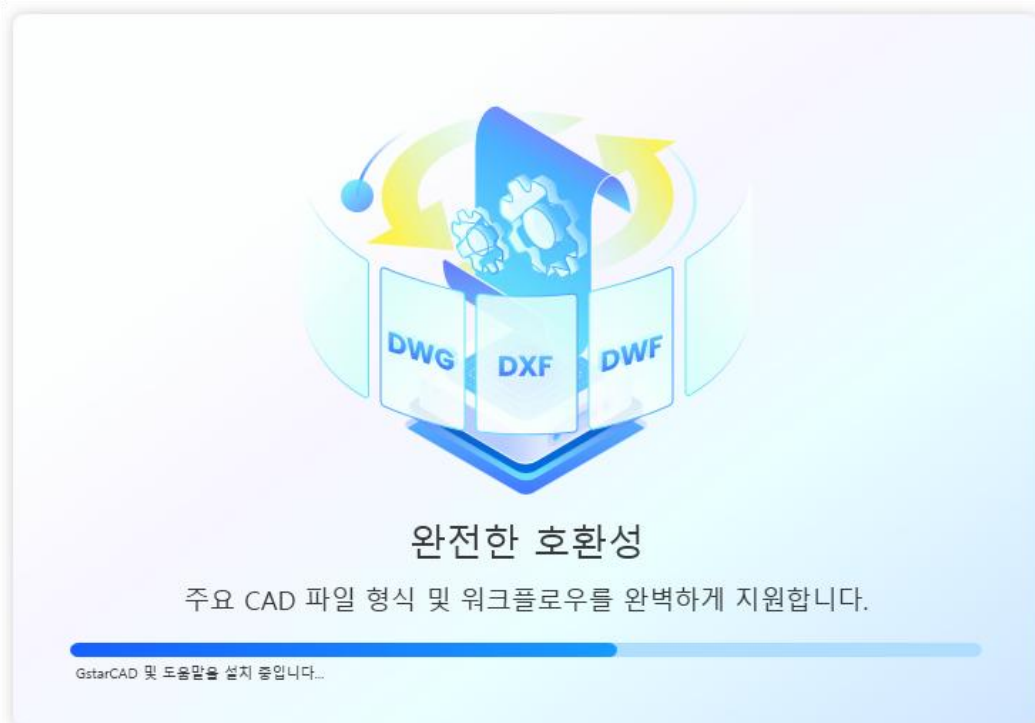 DWG
DXF
DWF
완전한 호환성
주요 CAD 파일 형식 및 워크플로우를 완벽하게 지원합니다.
GstarCAD 및 도움말을 설치 중입니다...